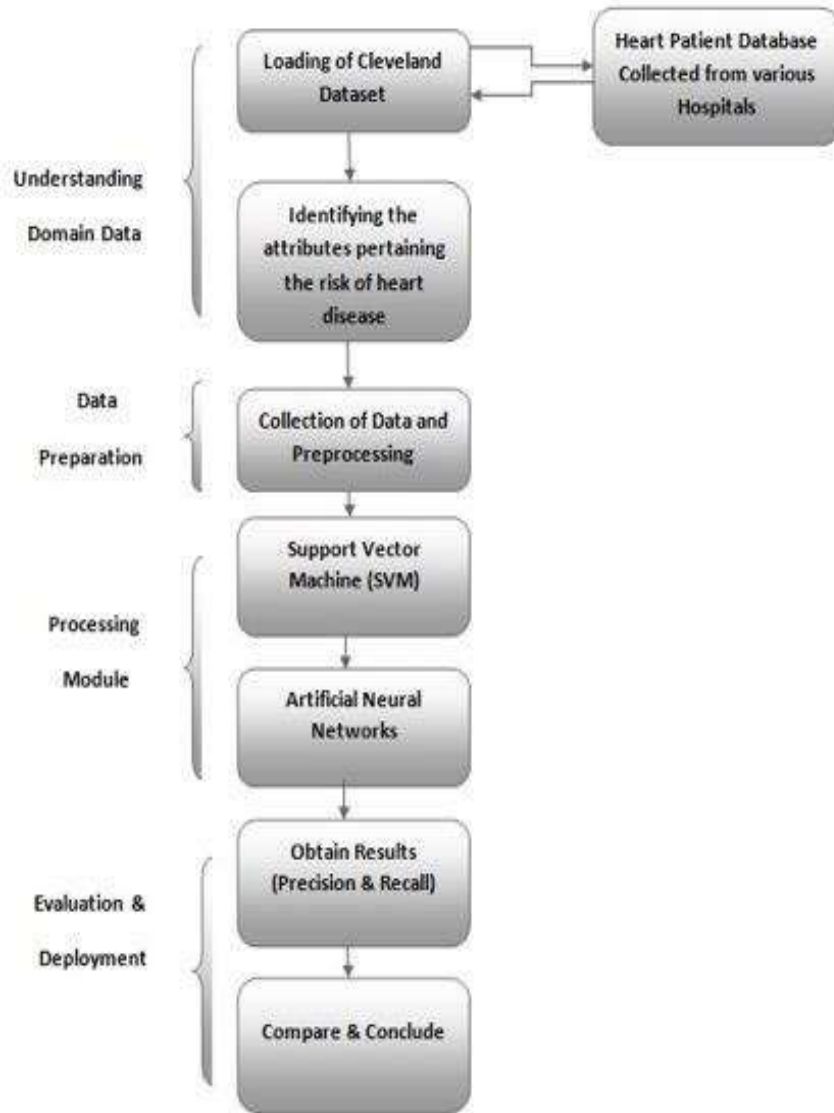 Loading of Cleveland
Dataset
Heart Patient Database
Collected from various
Hospitals
Understanding
Domain Data
Identifying the
attributes pertaining
the risk of heart
disease
Data
Preparation
Collection of Data and
Preprocessing
Support Vector
Machine (SVM)
Processing
Module
Artificial Neural
Networks
Obtain Results
(Precision & Recall)
Evaluation &
Deployment
Compare & Conclude